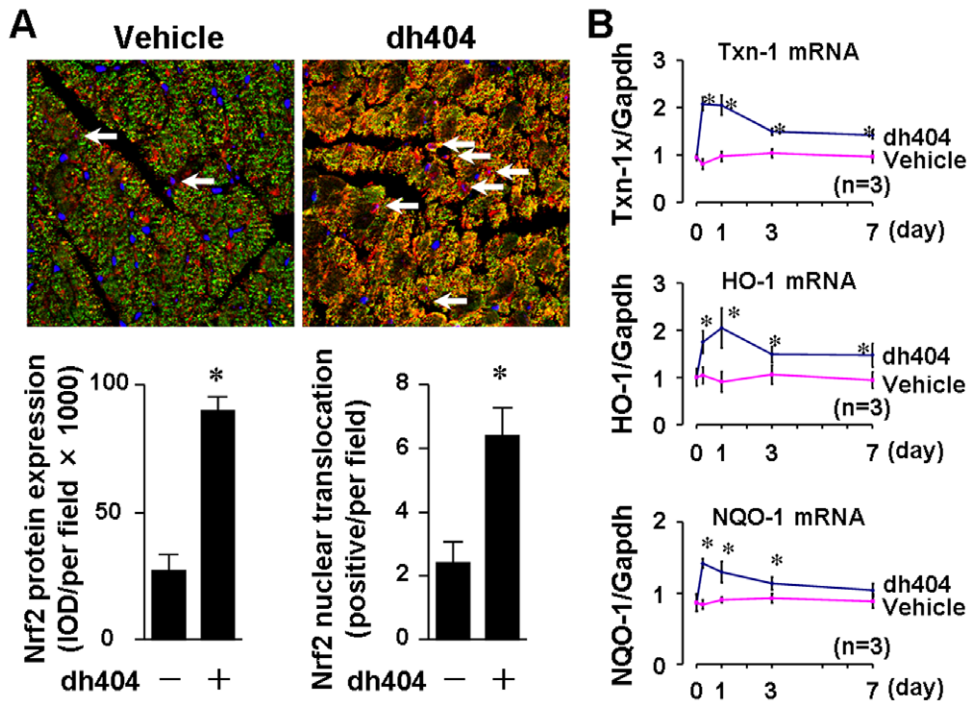 A
Vehicle
dh404
Nrf2 protein expression
(IOD/per field × 1000)
100
50
0
*
dh404
− +
Nrf2 nuclear translocation
(positive/per field)
8
6
4
2
0
*
dh404
− +
B
Txn-1 mRNA
Txn-1x/Gapdh
3
2
1
0
* * * *
dh404
Vehicle
(n=3)
0 1 3 7 (day)
HO-1 mRNA
HO-1/Gapdh
3
2
1
0
* * * *
dh404
Vehicle
(n=3)
0 1 3 7 (day)
NQO-1 mRNA
NQO-1/Gapdh
2
1
0
* * *
dh404
Vehicle
(n=3)
0 1 3 7 (day)